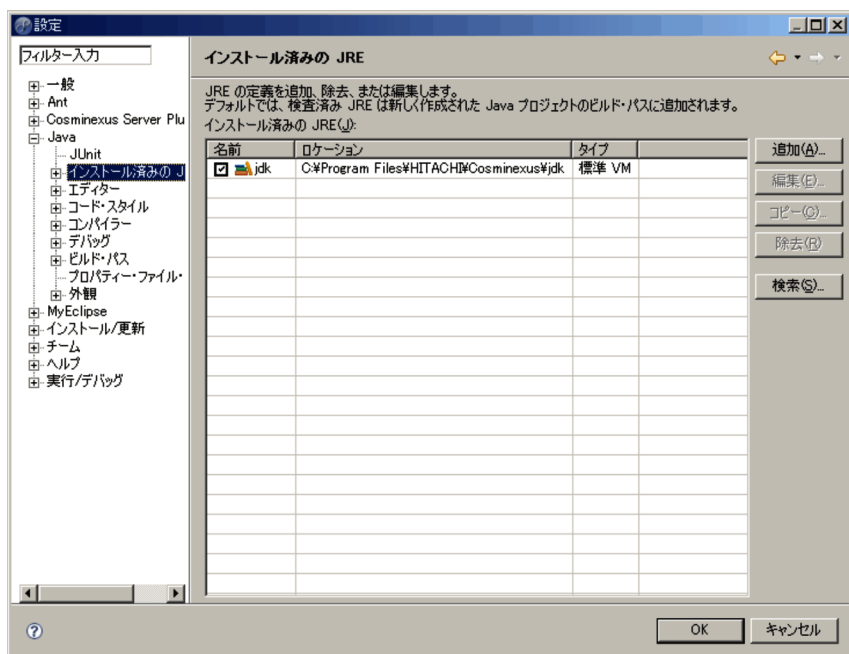 設定
フィルター入力
一般
Ant
Cosminexus Server Plu
Java
JUnit
インストール済みの J
エディター
コード・スタイル
コンパイラー
デバッグ
ビルド・パス
プロパティー・ファイル・
外観
MyEclipse
インストール/更新
チーム
ヘルプ
実行/デバッグ
インストール済みの JRE
JRE の定義を追加、除去、または編集します。
デフォルトでは、検査済み JRE は新しく作成された Java プロジェクトのビルド・パスに追加されます。
インストール済みの JRE(J):
名前 ロケーション タイプ
jdk C:¥Program Files¥HITACHI¥Cosminexus¥jdk 標準 VM
追加(A)...
編集(E)...
コピー(C)...
除去(R)
検索(S)...
OK キャンセル